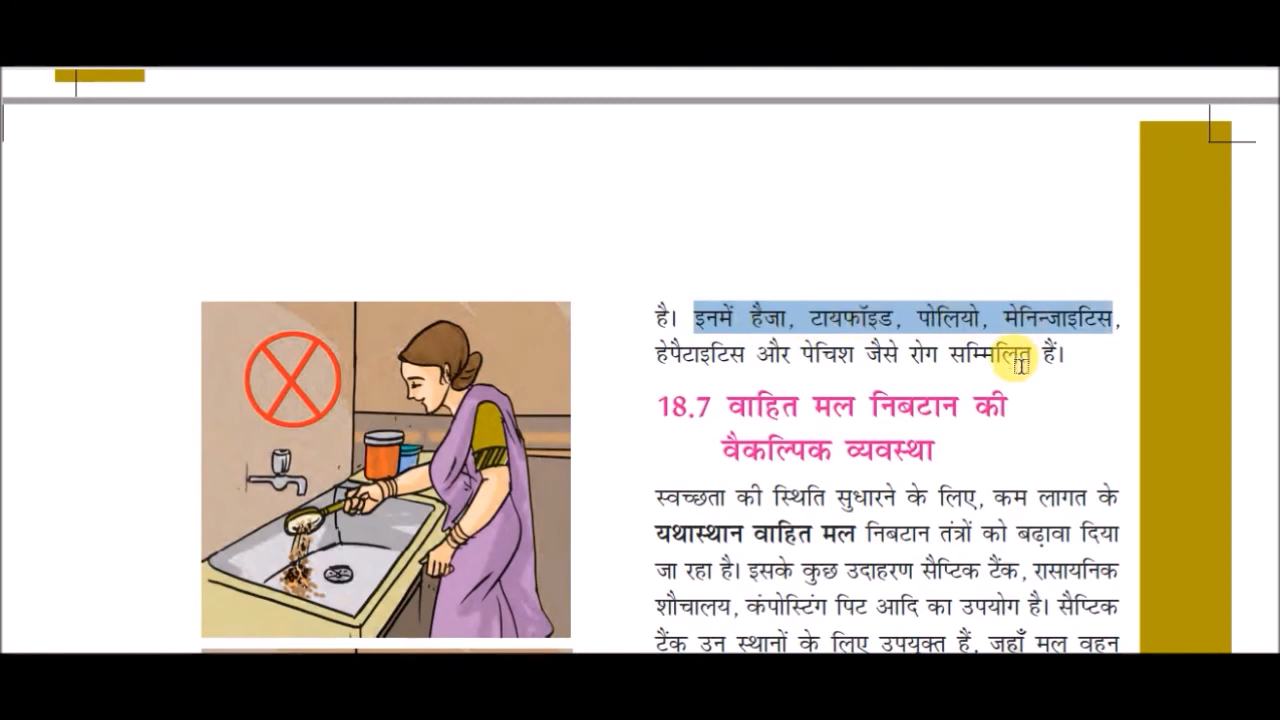 है। इनमें हैजा, टायफॉइड, पोलियो, मेनिन्जाइटिस,
हेपैटाइटिस और पेचिश जैसे रोग सम्मिलित हैं।
18.7 वाहित मल निबटान की
वैकल्पिक व्यवस्था
स्वच्छता की स्थिति सुधारने के लिए, कम लागत के
यथास्थान वाहित मल निबटान तंत्रों को बढ़ावा दिया
जा रहा है। इसके कुछ उदाहरण सैप्टिक टैंक, रासायनिक
शौचालय, कंपोस्टिंग पिट आदि का उपयोग है। सैप्टिक
टैंक उन स्थानों के लिए उपयुक्त हैं, जहाँ मल वहन